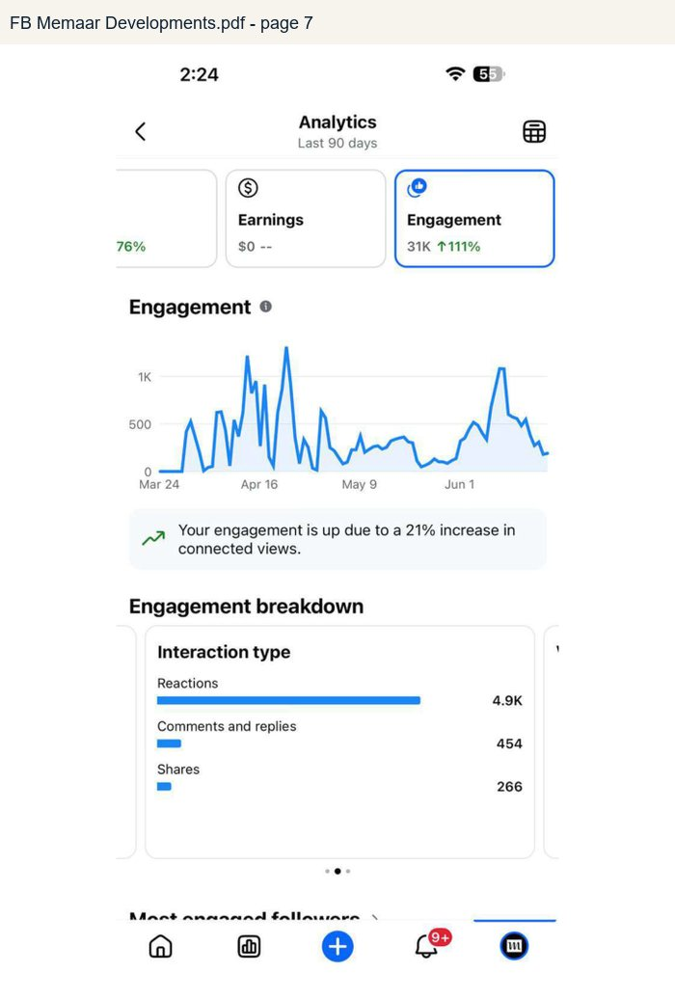 FB Memaar Developments.pdf - page 7
2:24
55
Analytics
Last 90 days
76%
Earnings
$0 --
Engagement
31K ↑111%
Engagement
1K
500
0
Mar 24
Apr 16
May 9
Jun 1
Your engagement is up due to a 21% increase in
connected views.
Engagement breakdown
Interaction type
Reactions
4.9K
Comments and replies
454
Shares
266
Most engaged followers
9+